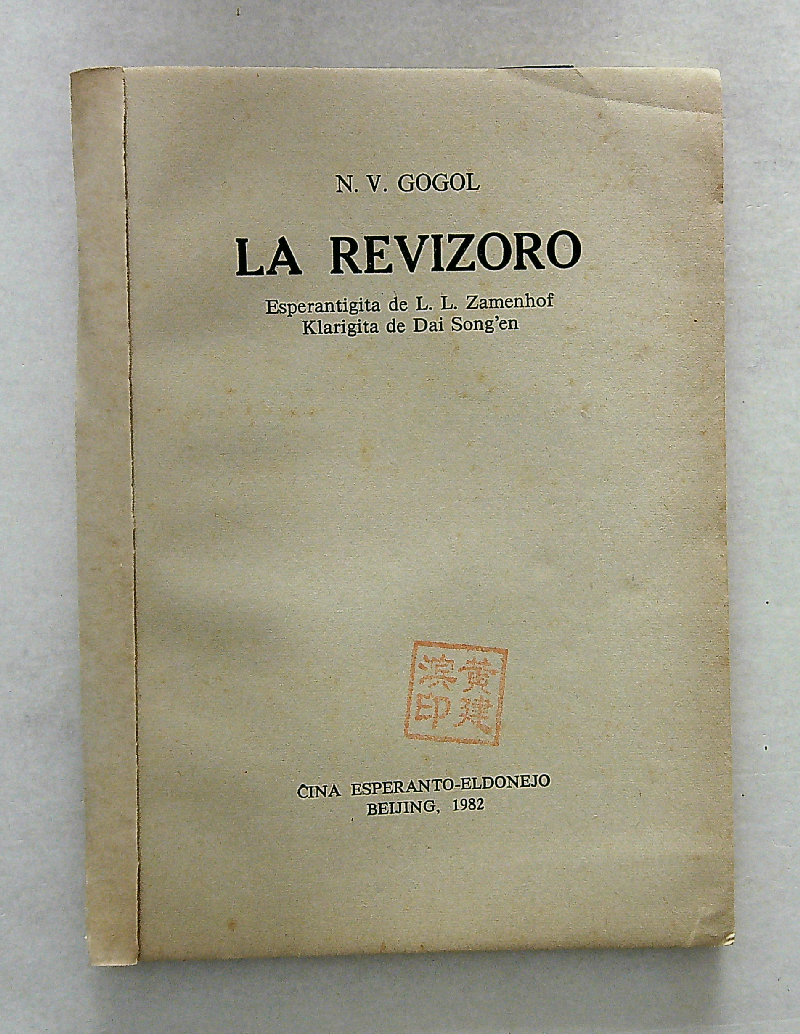 N. V. GOGOL
LA REVIZORO
Esperantigita de L. L. Zamenhof
Klarigita de Dai Song'en
黄建
滨印
ĈINA ESPERANTO-ELDONEJO
BEIJING, 1982